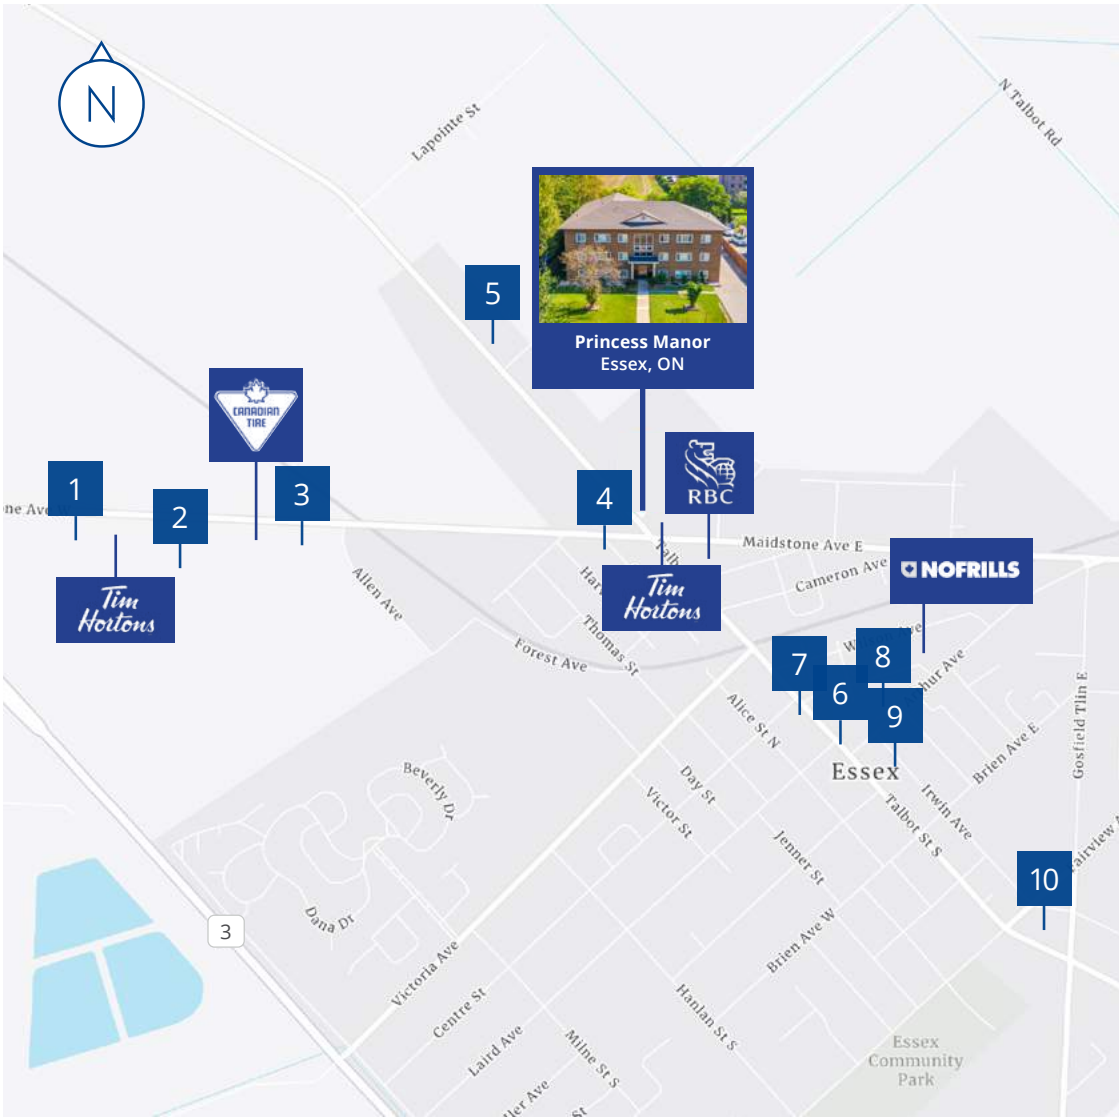 N
Lapointe St
N Talbot Rd
5
Princess Manor
Essex, ON
CANADIAN
TIRE
RBC
1
2
3
4
ne Ave W
Maidstone Ave E
Tim
Hortons
Tim
Hortons
NOFRILLS
Cameron Ave
Allen Ave
Thomas St
Forest Ave
7
8
6
9
Alice St N
Essex
Brien Ave E
Gosfield Tlin E
Beverly Dr
Day St
Victor St
Irwin Ave
Talbot St S
Jenner St
10
Dana Dr
3
Brien Ave W
Victoria Ave
Centre St
Hanlan St S
Laird Ave
Milne St S
Essex
Community
Park